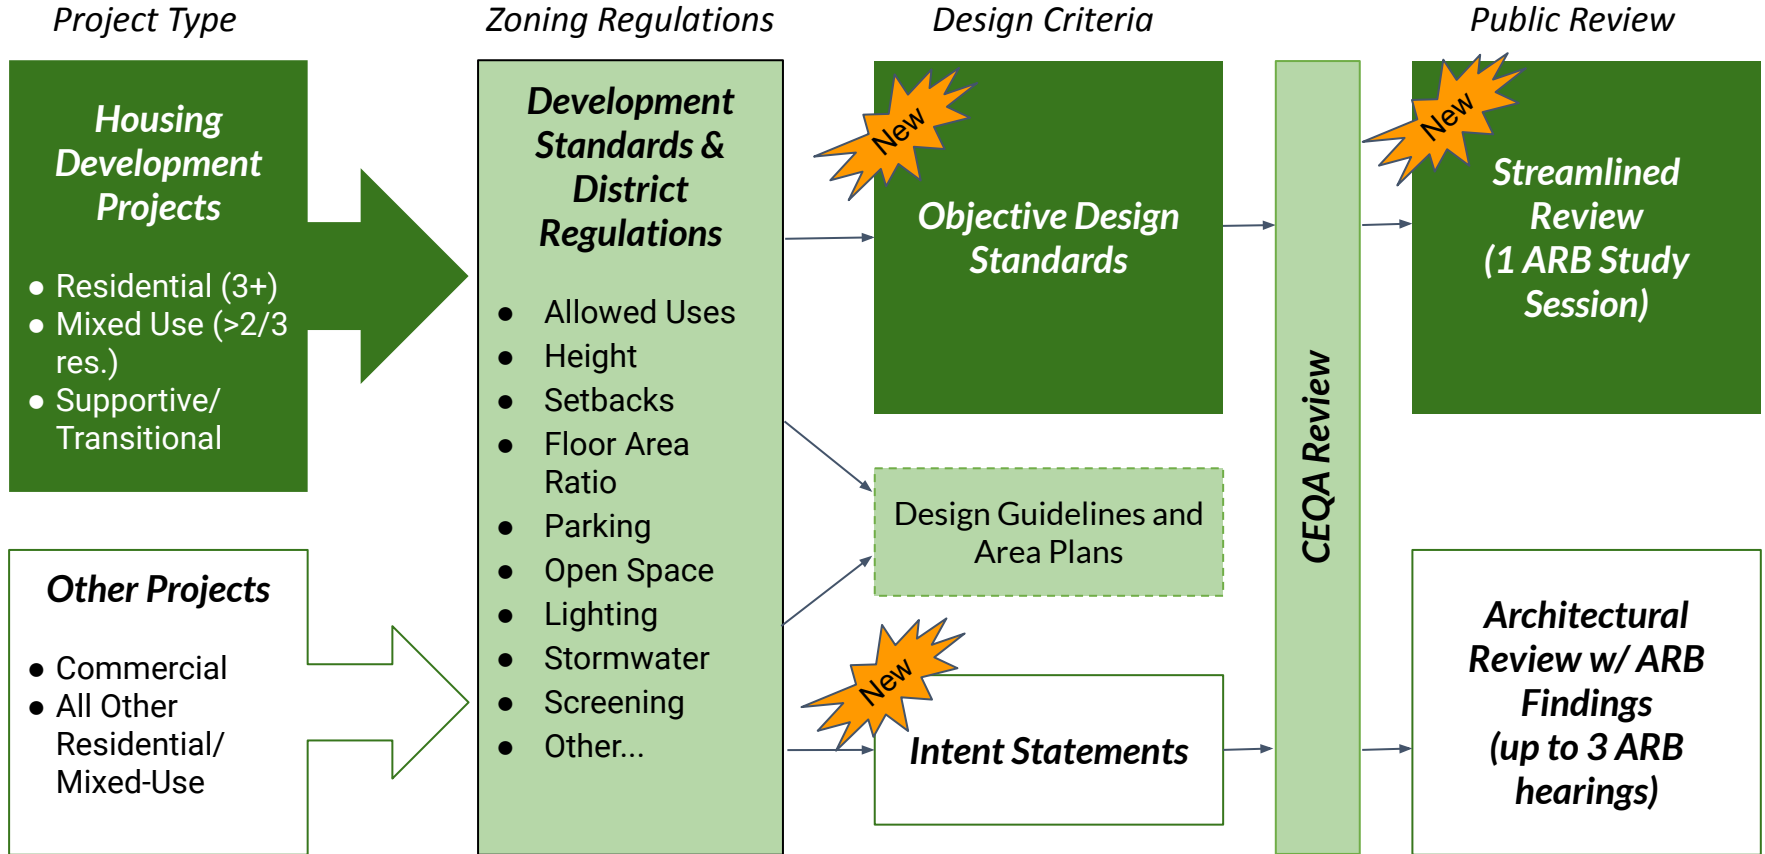 Project Type
Zoning Regulations
Design Criteria
Public Review
Housing
Development
Projects
● Residential (3+)
● Mixed Use (>2/3
res.)
● Supportive/
Transitional
Other Projects
● Commercial
● All Other
Residential/
Mixed-Use
Development
Standards &
District
Regulations
● Allowed Uses
● Height
● Setbacks
● Floor Area
Ratio
● Parking
● Open Space
● Lighting
● Stormwater
● Screening
● Other...
New
Objective Design
Standards
Design Guidelines and
Area Plans
New
Intent Statements
CEQA Review
New
Streamlined
Review
(1 ARB Study
Session)
Architectural
Review w/ ARB
Findings
(up to 3 ARB
hearings)